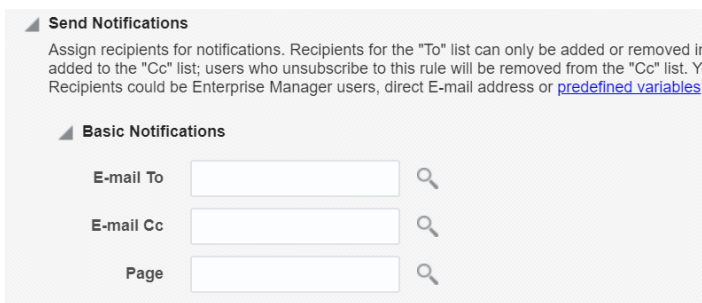 Send Notifications
Assign recipients for notifications. Recipients for the "To" list can only be added or removed
added to the "Cc" list; users who unsubscribe to this rule will be removed from the "Cc" list.
Recipients could be Enterprise Manager users, direct E-mail address or predefined variables
Basic Notifications
E-mail To
E-mail Cc
Page